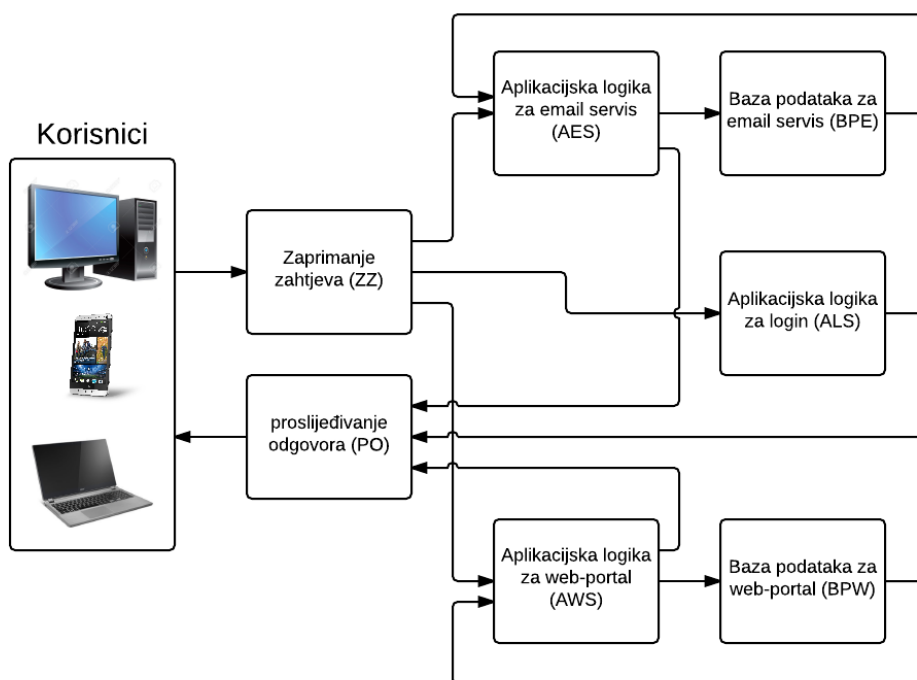 Korisnici
Zaprimanje
zahtjeva (ZZ)
proslijeđivanje
odgovora (PO)
Aplikacijska logika
za email servis
(AES)
Baza podataka za
email servis (BPE)
Aplikacijska logika
za login (ALS)
Aplikacijska logika
za web-portal
(AWS)
Baza podataka za
web-portal (BPW)